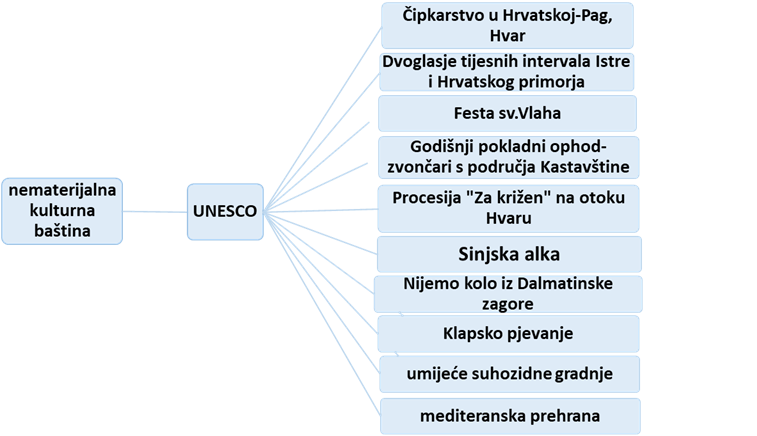 nematerijalna
kulturna
baština
UNESCO
Čipkarstvo u Hrvatskoj-Pag,
Hvar
Dvoglasje tijesnih intervala Istre
i Hrvatskog primorja
Festa sv.Vlaha
Godišnji pokladni ophod-
zvončari s područja Kastavštine
Procesija "Za križen" na otoku
Hvaru
Sinjska alka
Nijemo kolo iz Dalmatinske
zagore
Klapsko pjevanje
umijeće suhozidne gradnje
mediteranska prehrana